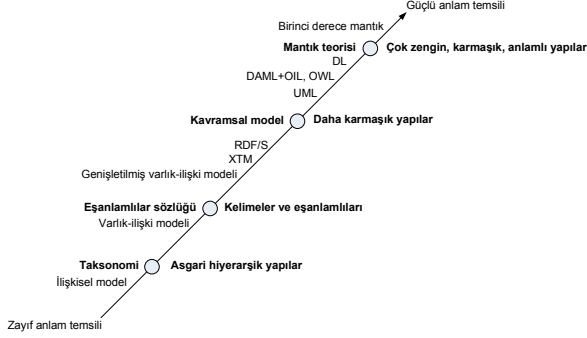 Güçlü anlam temsili
Birinci derece mantık
Mantık teorisi Çok zengin, karmaşık, anlamlı yapılar
DL
DAML+OIL, OWL
UML
Kavramsal model Daha karmaşık yapılar
RDF/S
XTM
Genişletilmiş varlık-ilişki modeli
Eşanlamlılar sözlüğü Kelimeler ve eşanlamlıları
Varlık-ilişki modeli
Taksonomi Asgari hiyerarşik yapılar
İlişkisel model
Zayıf anlam temsili